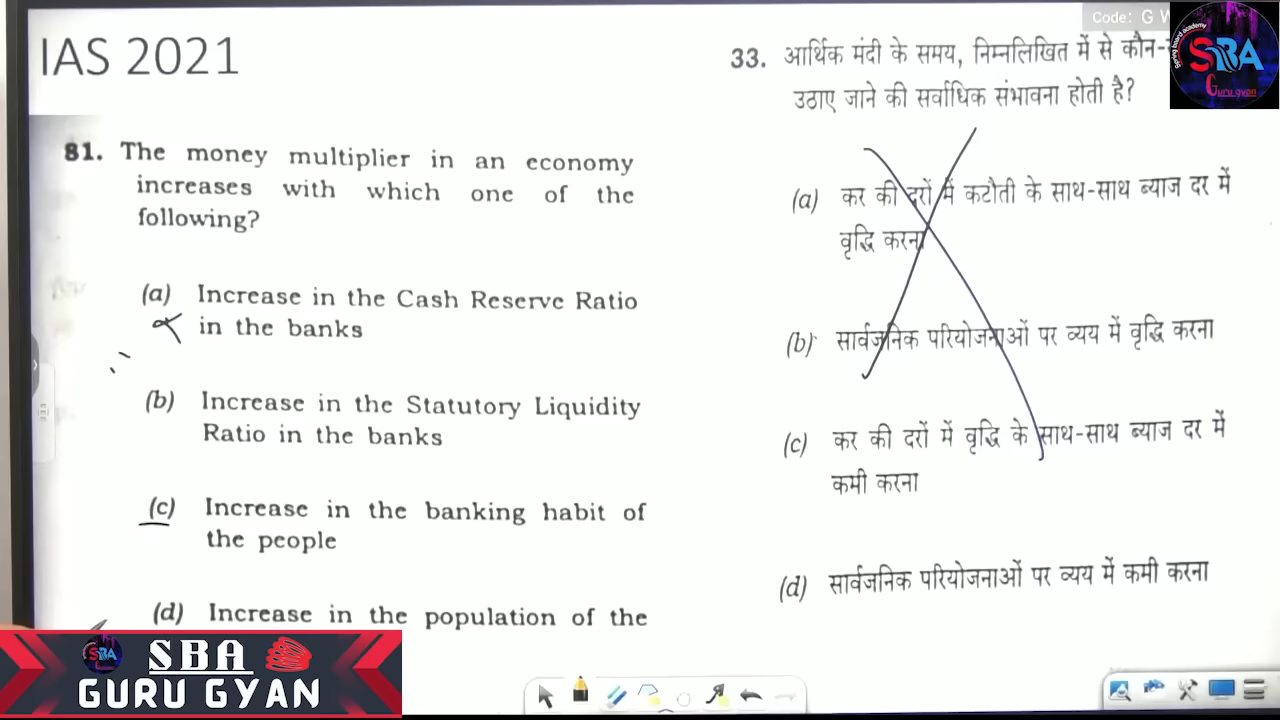 IAS 2021
81. The money multiplier in an economy
increases with which one of the
following?
(a) Increase in the Cash Reserve Ratio
in the banks
(b) Increase in the Statutory Liquidity
Ratio in the banks
(c) Increase in the banking habit of
the people
(d) Increase in the population of the
Code: G
33. आर्थिक मंदी के समय, निम्नलिखित में से
उठाए जाने की सर्वाधिक संभावना होती है?
(a) कर की दरों में कटौती के साथ-साथ ब्याज दर में
वृद्धि करना
(b) सार्वजनिक परियोजनाओं पर व्यय में वृद्धि करना
(c) कर की दरों में वृद्धि के साथ-साथ ब्याज दर में
कमी करना
(d) सार्वजनिक परियोजनाओं पर व्यय में कमी करना
SBA
Guru gyan
SBA
SBA
GURU GYAN